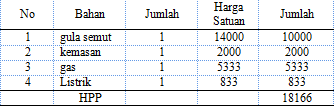 No Bahan Jumlah Harga Satuan Jumlah
1 gula semut 1 14000 10000
2 kemasan 1 2000 2000
3 gas 1 5333 5333
4 Listrik 1 833 833
HPP 18166